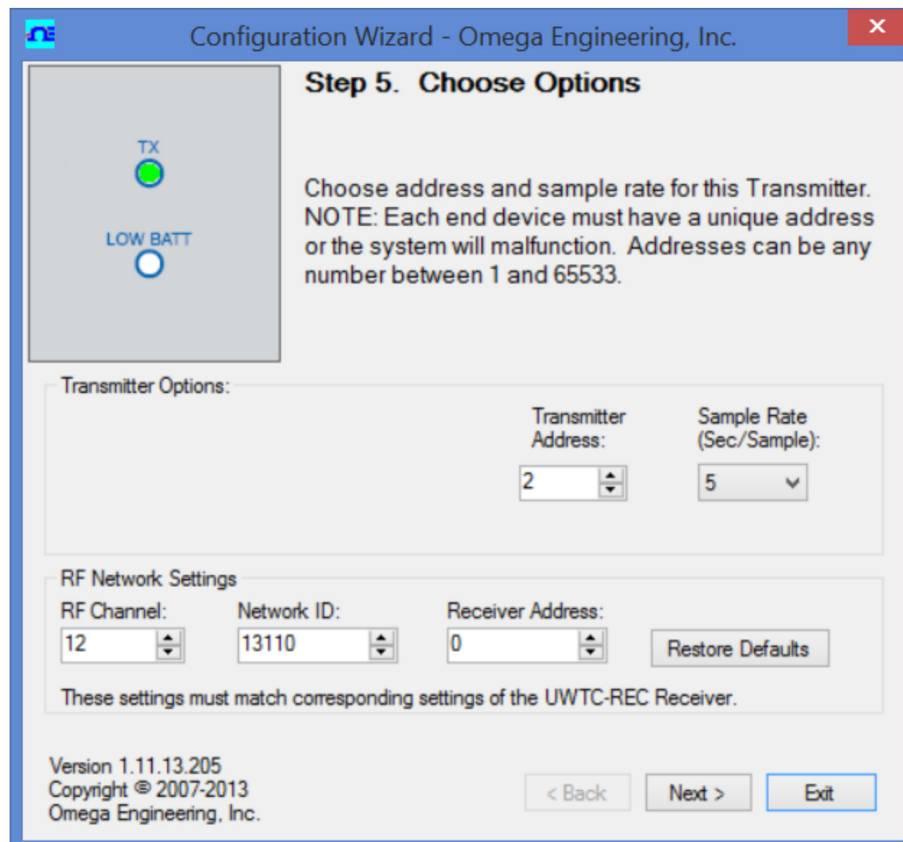 Configuration Wizard - Omega Engineering, Inc.
Step 5. Choose Options
TX
LOW BATT
Choose address and sample rate for this Transmitter.
NOTE: Each end device must have a unique address
or the system will malfunction. Addresses can be any
number between 1 and 65533.
Transmitter Options:
Transmitter
Address:
2
Sample Rate
(Sec/Sample):
5
RF Network Settings
RF Channel:
12
Network ID:
13110
Receiver Address:
0
Restore Defaults
These settings must match corresponding settings of the UWTC-REC Receiver.
Version 1.11.13.205
Copyright © 2007-2013
Omega Engineering, Inc.
< Back
Next >
Exit